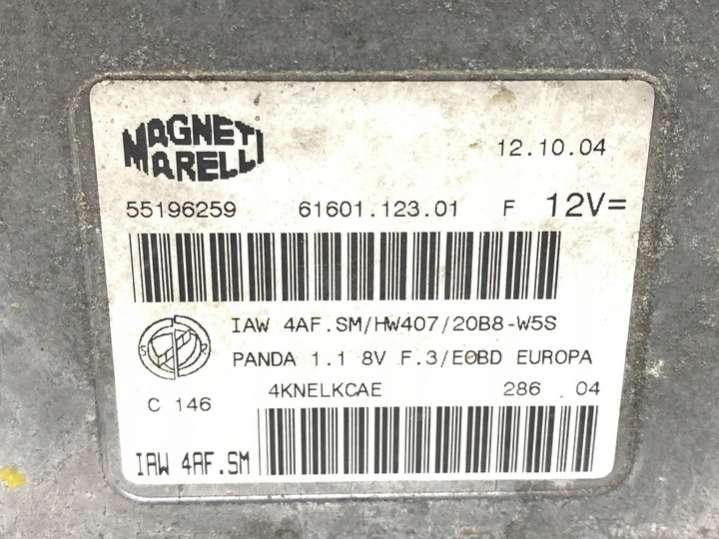 MAGNETI
MARELLI
12.10.04
55196259 61601.123.01 F 12V=
IAW 4AF.SM/HW407/20B8-W5S
PANDA 1.1 8V F.3/EOBD EUROPA
C 146
4KNELKCAE 286 04
IAW 4AF.SM